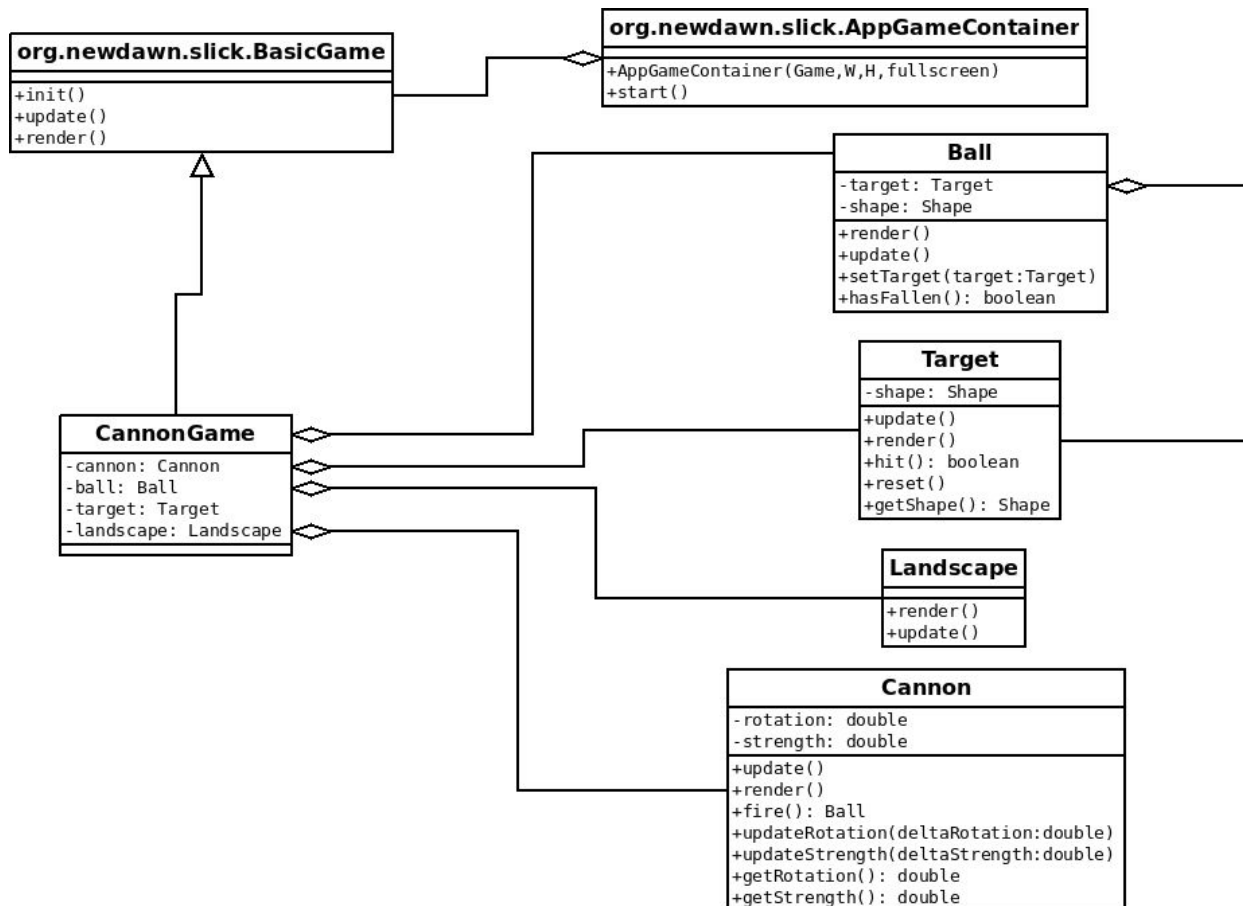 org.newdawn.slick.BasicGame
+init()
+update()
+render()
org.newdawn.slick.AppGameContainer
+AppGameContainer(Game,W,H,fullscreen)
+start()
Ball
-target: Target
-shape: Shape
+render()
+update()
+setTarget(target:Target)
+hasFallen(): boolean
Target
-shape: Shape
+update()
+render()
+hit(): boolean
+reset()
+getShape(): Shape
CannonGame
-cannon: Cannon
-ball: Ball
-target: Target
-landscape: Landscape
Landscape
+render()
+update()
Cannon
-rotation: double
-strength: double
+update()
+render()
+fire(): Ball
+updateRotation(deltaRotation:double)
+updateStrength(deltaStrength:double)
+getRotation(): double
+getStrength(): double